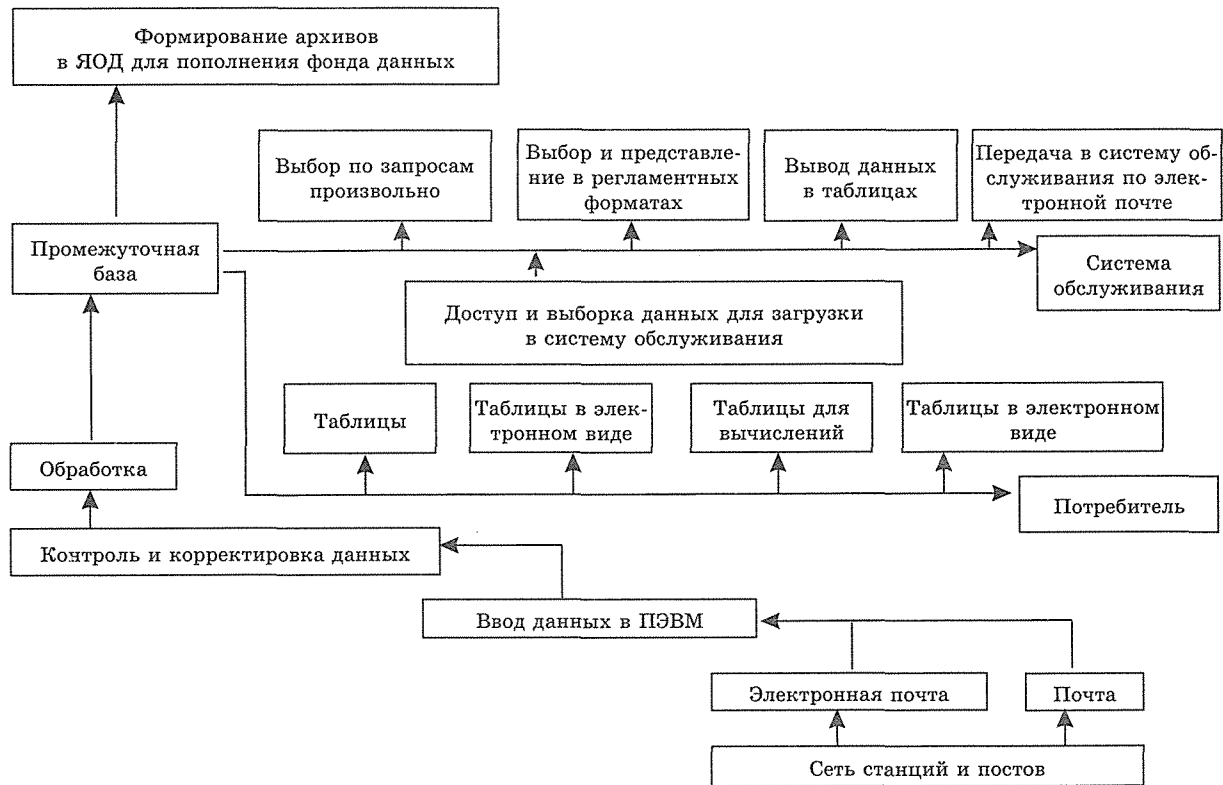 Формирование архивов
в ЯОД для пополнения фонда данных
Выбор по запросам
произвольно
Выбор и представле-
ние в регламентных
форматах
Вывод данных
в таблицах
Передача в систему об-
служивания по элек-
тронной почте
Промежуточная
база
Система
обслуживания
Доступ и выборка данных для загрузки
в систему обслуживания
Таблицы
Таблицы в элек-
тронном виде
Таблицы для
вычислений
Таблицы в электронном
виде
Обработка
Потребитель
Контроль и корректировка данных
Ввод данных в ПЭВМ
Электронная почта
Почта
Сеть станций и постов